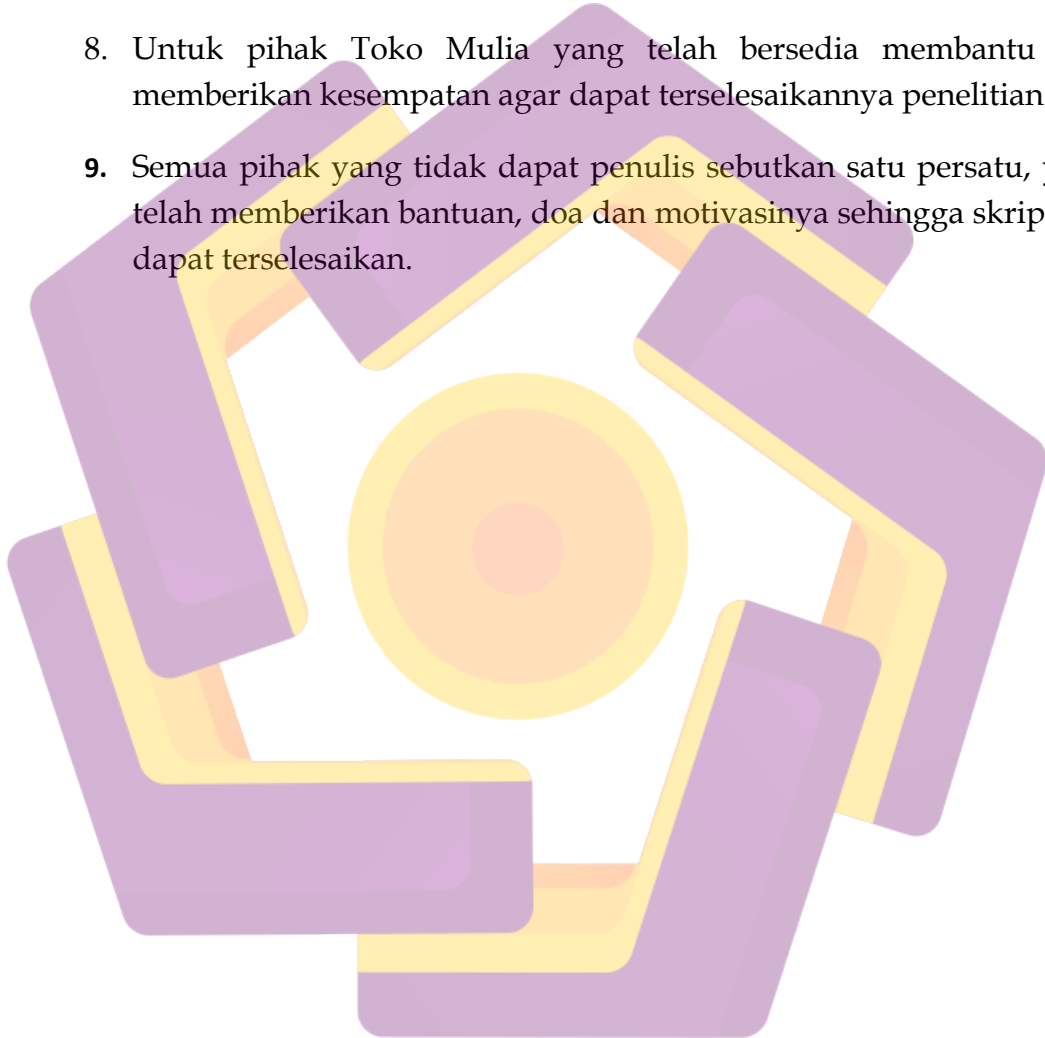 8. Untuk pihak Toko Mulia yang telah bersedia membantu
memberikan kesempatan agar dapat terselesaikannya penelitian
9. Semua pihak yang tidak dapat penulis sebutkan satu persatu,
telah memberikan bantuan, doa dan motivasinya sehingga skrip
dapat terselesaikan.